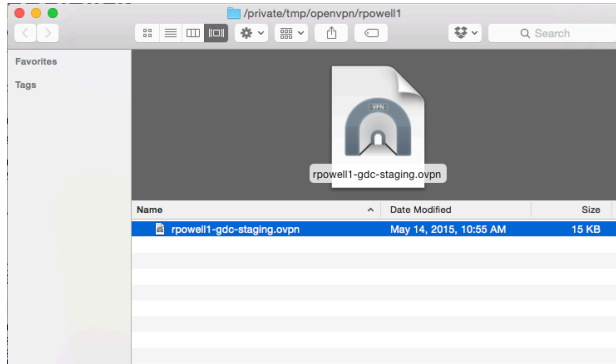 /private/tmp/openvpn/rpowell1
Search
Favorites
Tags
VPN
rpowell1-gdc-staging.ovpn
Name Date Modified Size
rpowell1-gdc-staging.ovpn May 14, 2015, 10:55 AM 15 KB